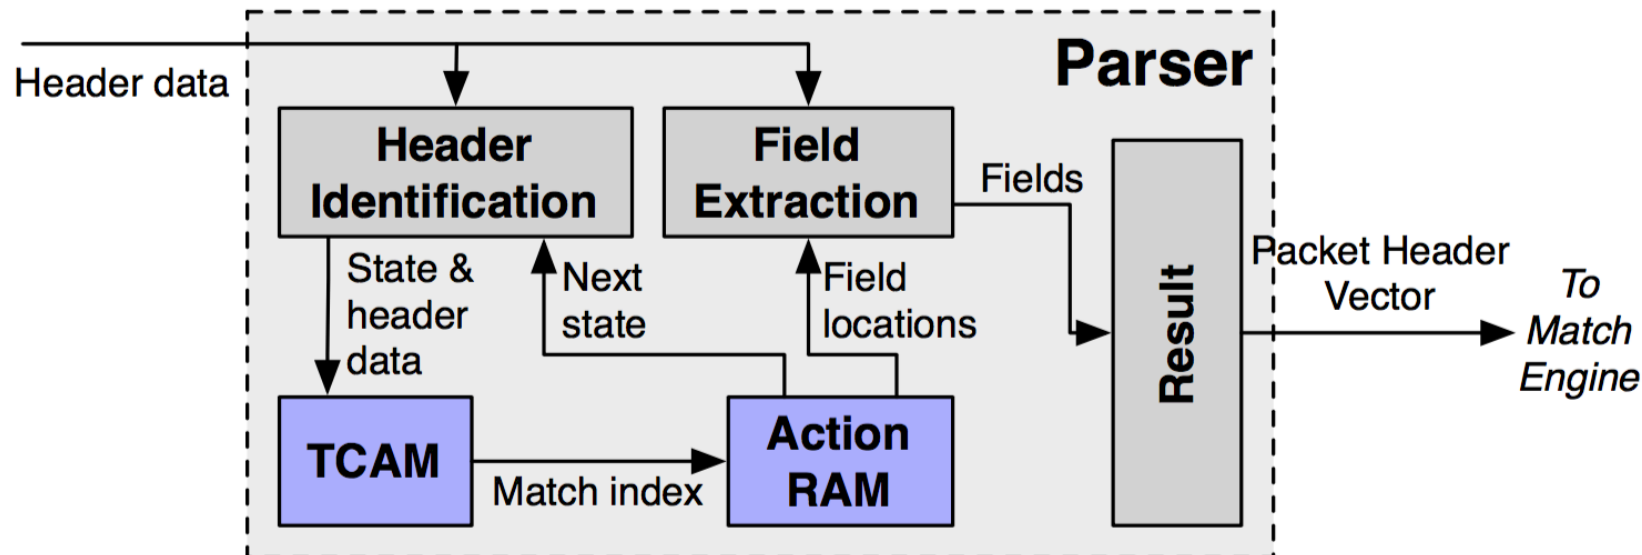 Header data
Parser
Header
Identification
Field
Extraction
Fields
Result
Packet Header
Vector
To
Match
Engine
State &
header
data
Next
state
Field
locations
TCAM
Match index
Action
RAM